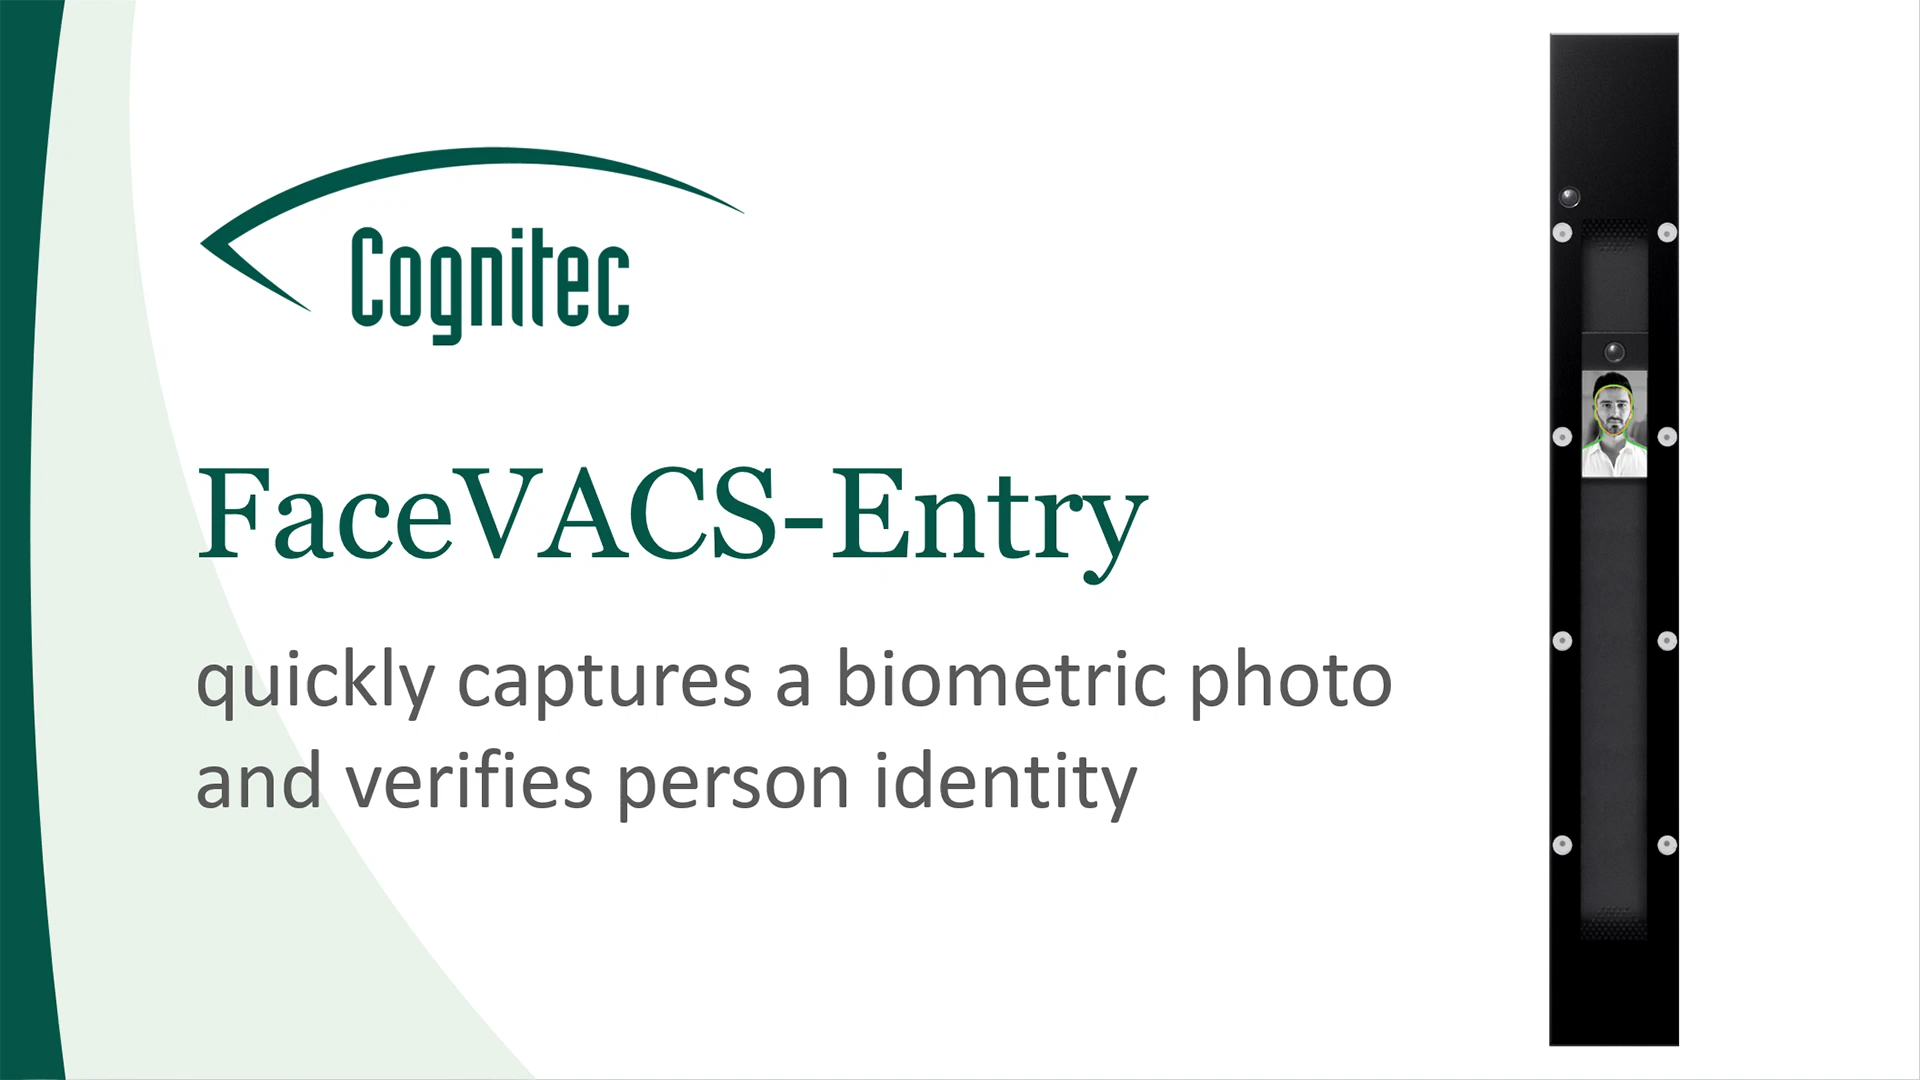 Cognitec
FaceVACS-Entry
quickly captures a biometric photo
and verifies person identity